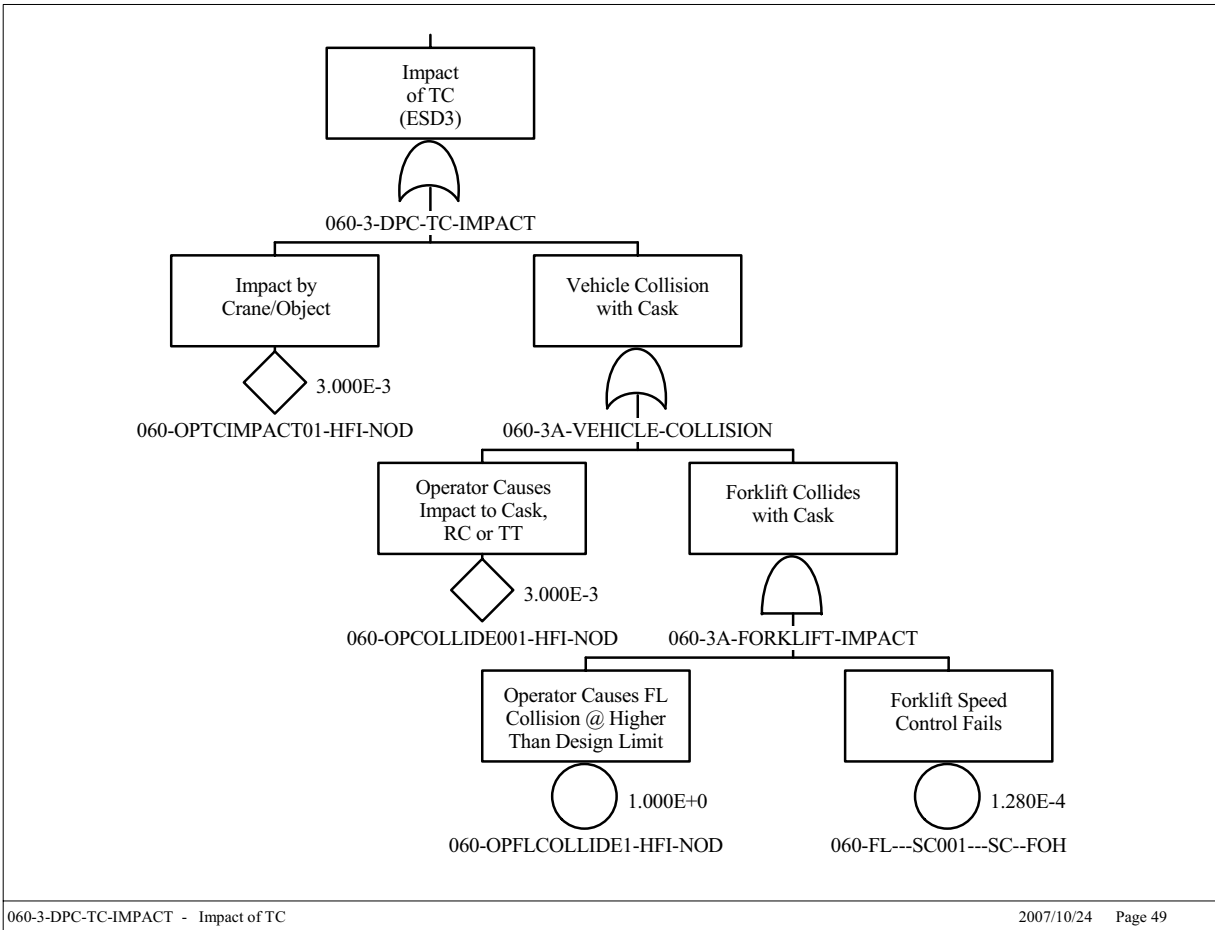 Impact
of TC
(ESD3)
060-3-DPC-TC-IMPACT
Impact by
Crane/Object
3.000E-3
060-OPTCIMPACT01-HFI-NOD
Vehicle Collision
with Cask
060-3A-VEHICLE-COLLISION
Operator Causes
Impact to Cask,
RC or TT
3.000E-3
060-OPCOLLIDE001-HFI-NOD
Forklift Collides
with Cask
060-3A-FORKLIFT-IMPACT
Operator Causes FL
Collision @ Higher
Than Design Limit
1.000E+0
060-OPFLCOLLIDE1-HFI-NOD
Forklift Speed
Control Fails
1.280E-4
060-FL---SC001---SC--FOH
060-3-DPC-TC-IMPACT - Impact of TC
2007/10/24 Page 49